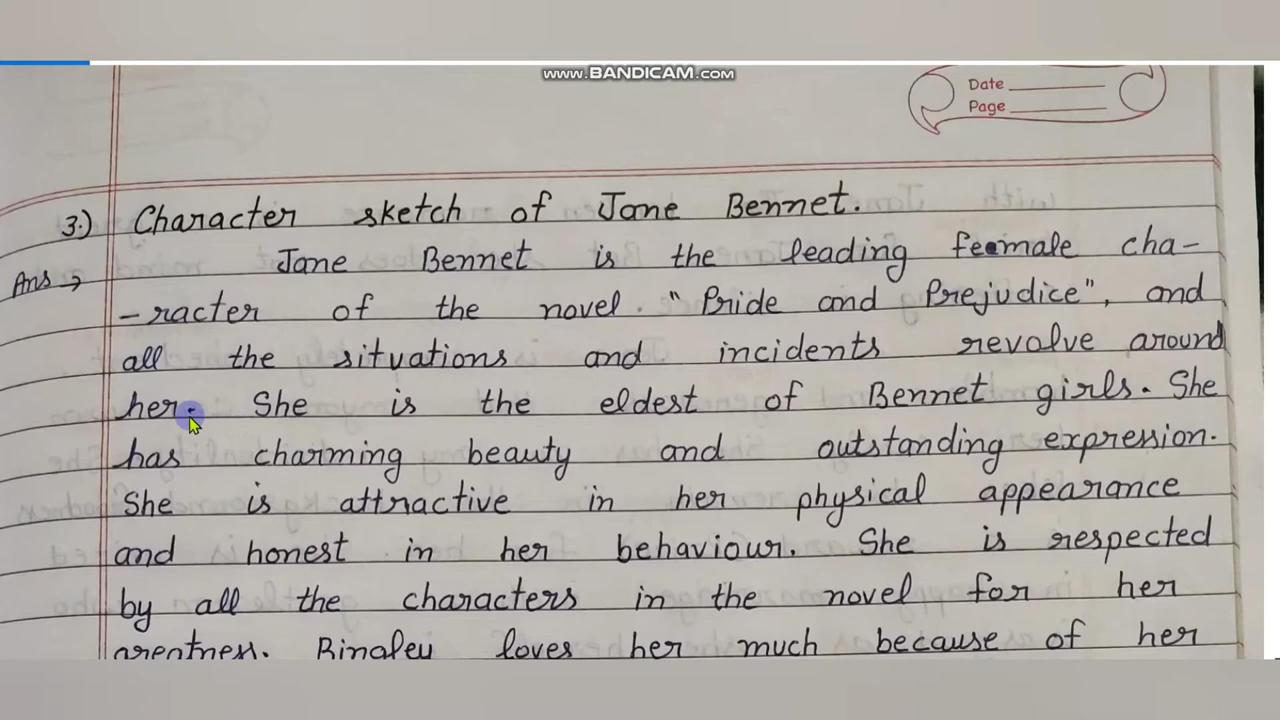 www.BANDICAM.com
Date
Page
3.) Character sketch of Jane Bennet.
Ans → Jane Bennet is the leading feemale cha-
-racter of the novel. "Pride and Prejudice", and
all the situations and incidents revolve around
her. She is the eldest of Bennet girls. She
has charming beauty and outstanding expression.
She is attractive in her physical appearance
and honest in her behaviour. She is respected
by all the characters in the novel for her
Bingley loves her much because of her